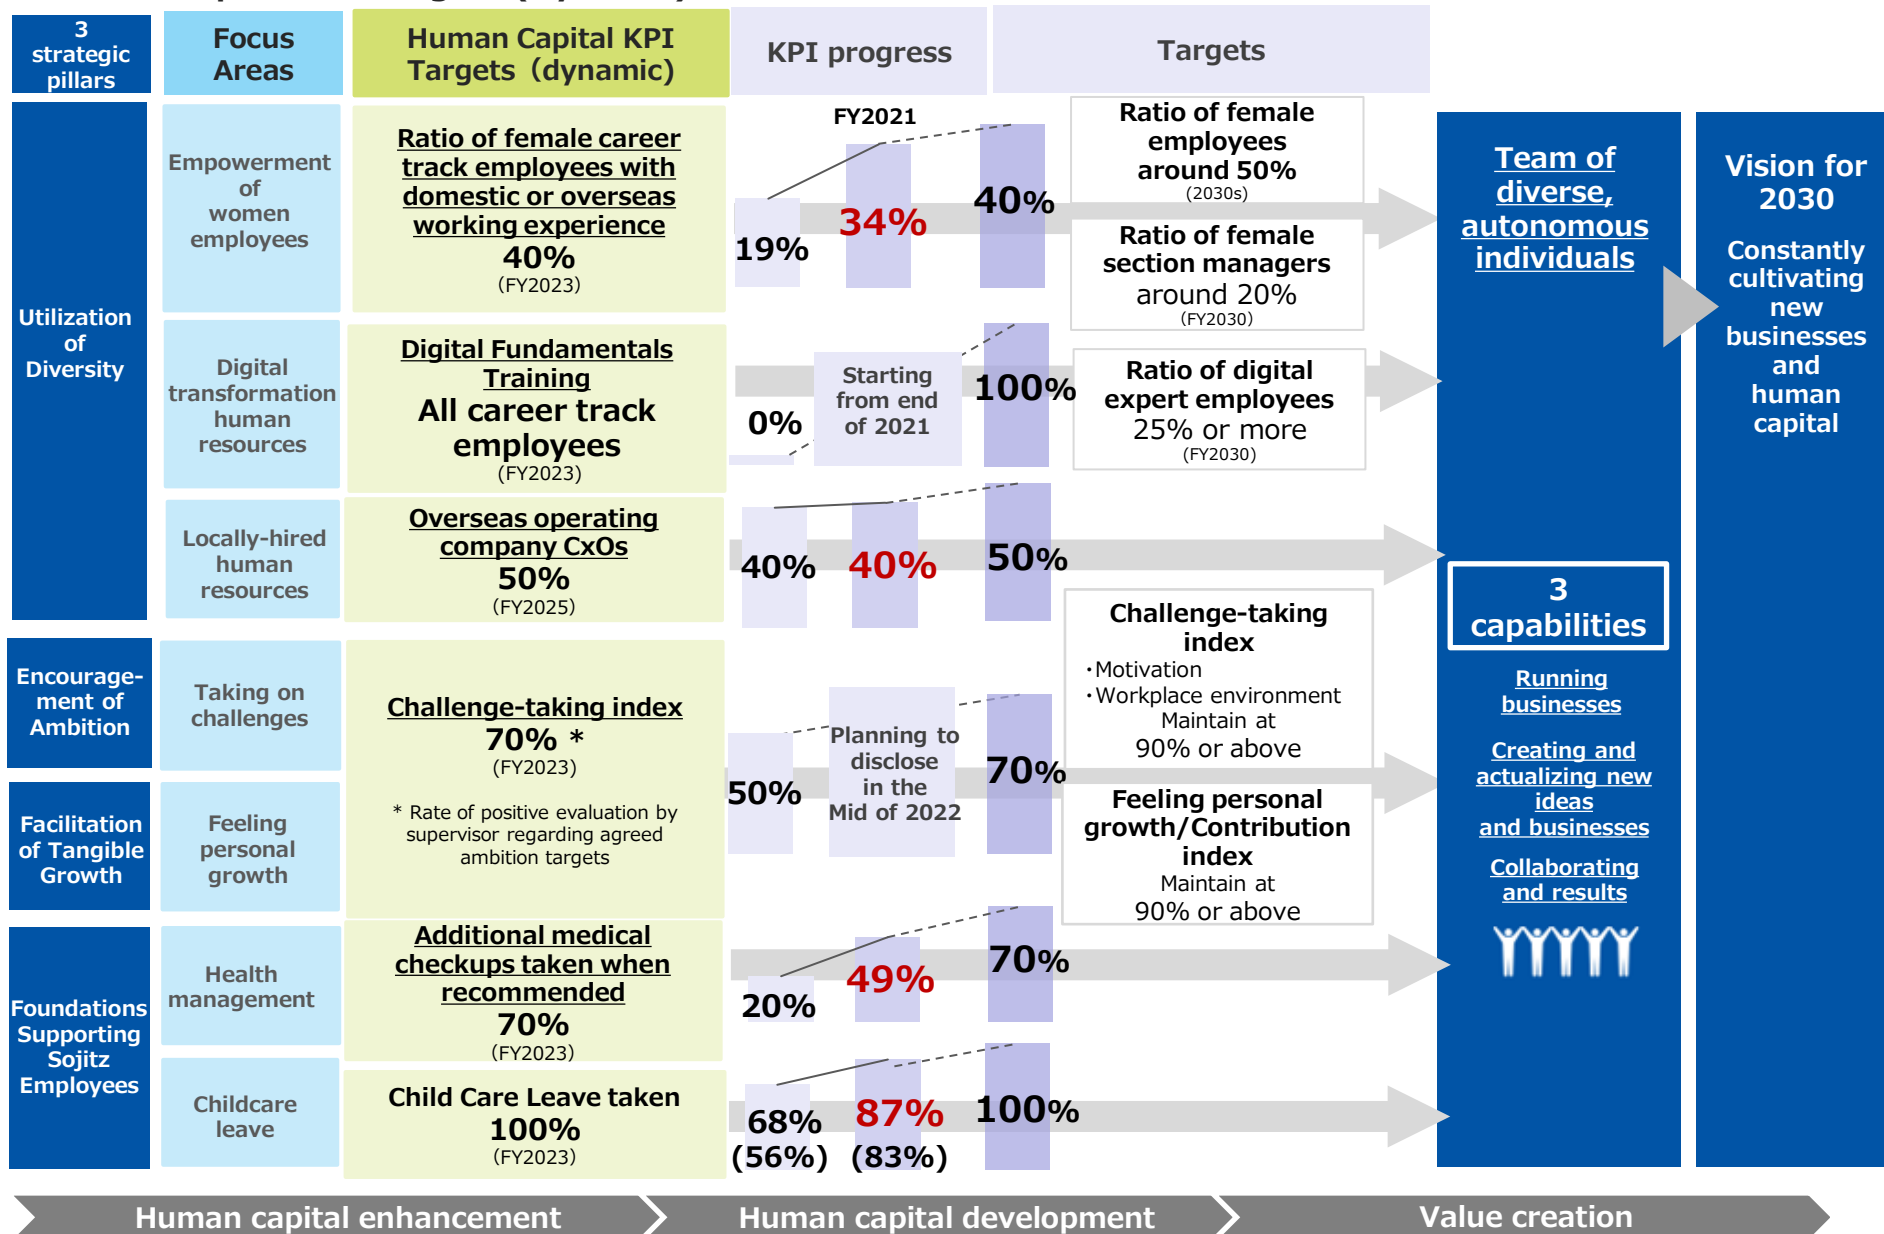 3
strategic
pillars
Focus
Areas
Human Capital KPI
Targets（dynamic）
KPI progress
Targets
Utilization
of
Diversity
Empowerment
of
women
employees
Ratio of female career
track employees with
domestic or overseas
working experience
40%
（FY2023）
FY2021
19%
34%
40%
Ratio of female
employees
around 50%
(2030s)
Ratio of female
section managers
around 20%
(FY2030)
Digital
transformation
human
resources
Digital Fundamentals
Training
All career track
employees
（FY2023）
0%
Starting
from end
of 2021
100%
Ratio of digital
expert employees
25% or more
(FY2030)
Locally-hired
human
resources
Overseas operating
company CxOs
50%
（FY2025）
40%
40%
50%
Encourage-
ment of
Ambition
Taking on
challenges
Challenge-taking index
70% *
（FY2023）
* Rate of positive evaluation by
supervisor regarding agreed
ambition targets
50%
Planning to
disclose
in the
Mid of 2022
70%
Challenge-taking
index
・Motivation
・Workplace environment
Maintain at
90% or above
Facilitation
of Tangible
Growth
Feeling
personal
growth
Feeling personal
growth/Contribution
index
Maintain at
90% or above
Foundations
Supporting
Sojitz
Employees
Health
management
Additional medical
checkups taken when
recommended
70%
（FY2023）
20%
49%
70%
Childcare
leave
Child Care Leave taken
100%
（FY2023）
68%
(56%)
87%
(83%)
100%
Team of
diverse,
autonomous
individuals
3
capabilities
Running
businesses
Creating and
actualizing new
ideas
and businesses
Collaborating
and results
Vision for
2030
Constantly
cultivating
new
businesses
and
human
capital
Human capital enhancement
Human capital development
Value creation